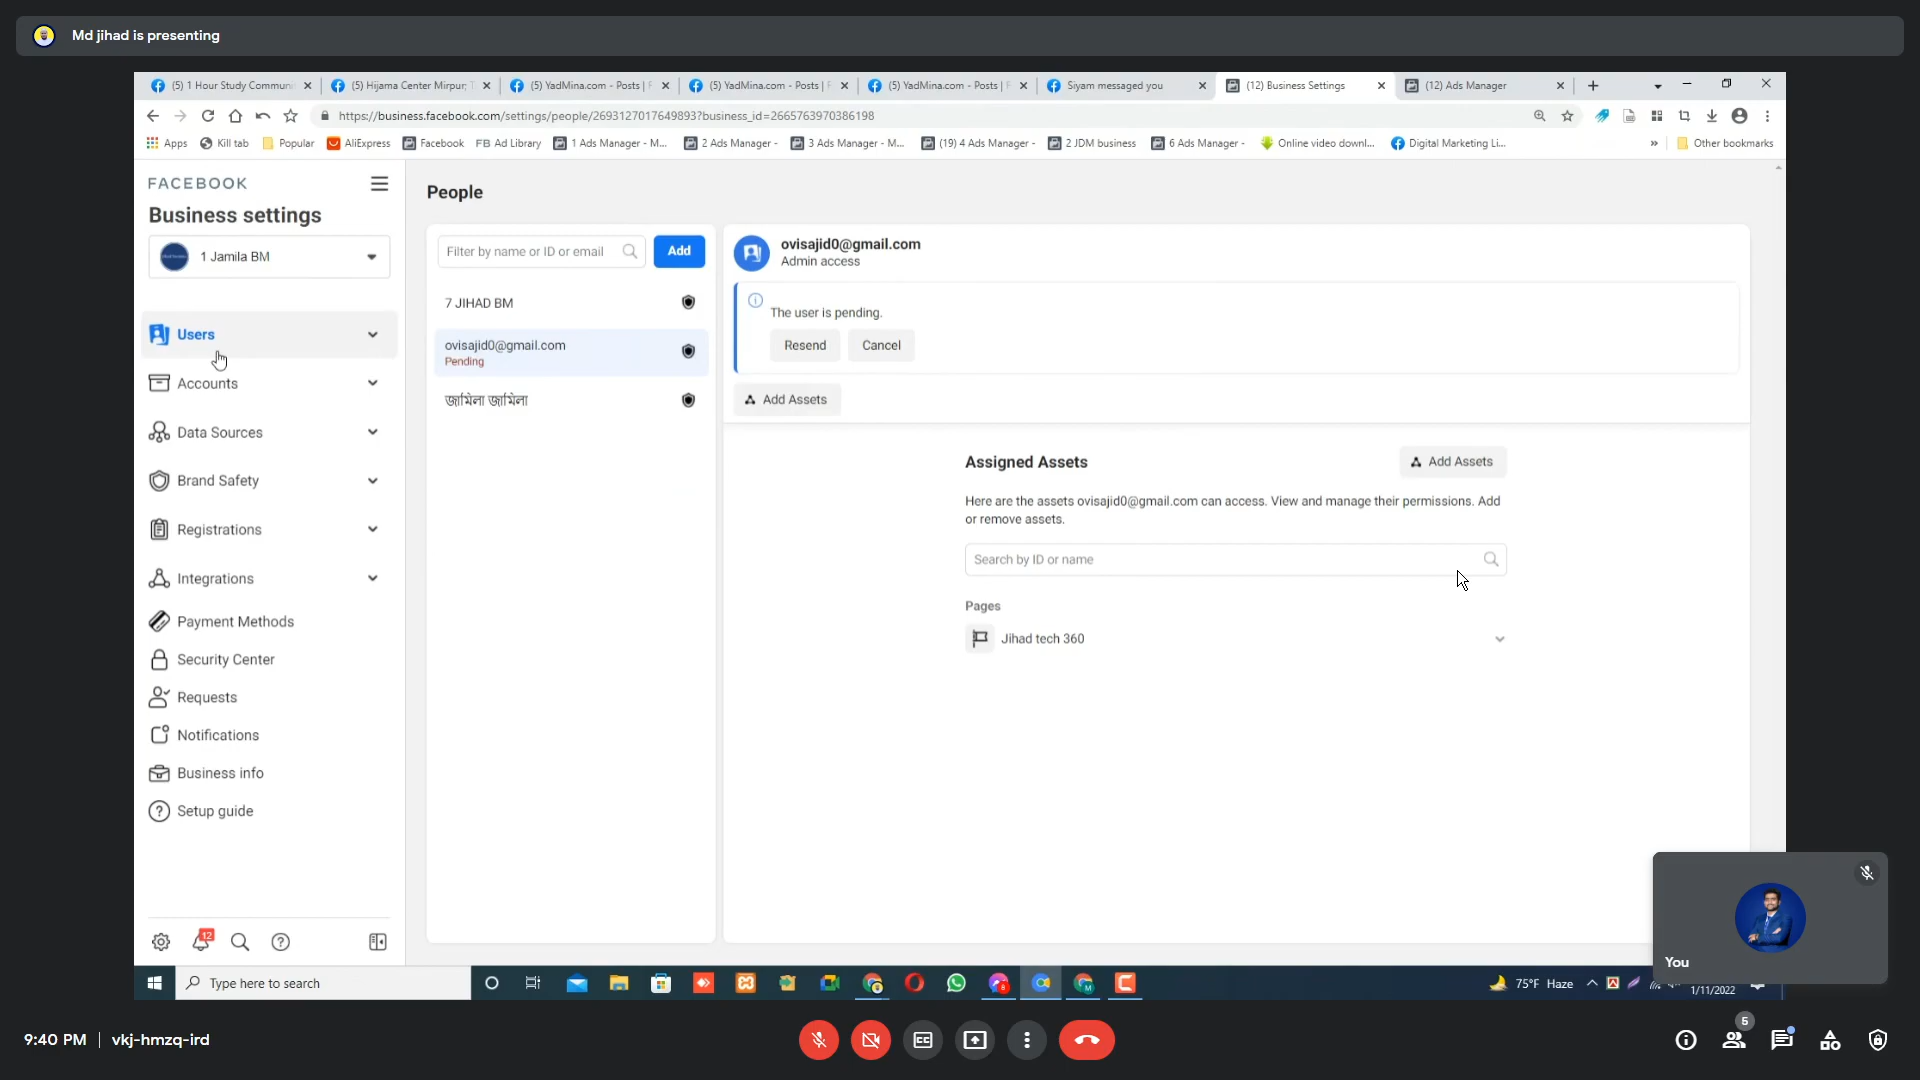 Md jihad is presenting
(5) 1 Hour Study Communi
(5) Hijama Center Mirpur,
(5) YadMina.com - Posts |
(5) YadMina.com - Posts |
(5) YadMina.com - Posts |
Siyam messaged you
(12) Business Settings
(12) Ads Manager
https://business.facebook.com/settings/people/2693127017649893?business_id=2665763970386198
Apps
Kill tab
Popular
AliExpress
Facebook
FB Ad Library
1 Ads Manager - M...
2 Ads Manager -
3 Ads Manager - M...
(19) 4 Ads Manager -
2 JDM business
6 Ads Manager -
Online video downl...
Digital Marketing Li...
»
Other bookmarks
FACEBOOK
Business settings
1 Jamila BM
Users
Accounts
Data Sources
Brand Safety
Registrations
Integrations
Payment Methods
Security Center
Requests
Notifications
Business info
Setup guide
12
People
Filter by name or ID or email
Add
7 JIHAD BM
ovisajid0@gmail.com
Pending
জামিলা জামিলা
ovisajid0@gmail.com
Admin access
The user is pending.
Resend
Cancel
Add Assets
Assigned Assets
Add Assets
Here are the assets ovisajid0@gmail.com can access. View and manage their permissions. Add
or remove assets.
Search by ID or name
Pages
Jihad tech 360
You
Type here to search
75°F Haze
1/11/2022
9:40 PM | vkj-hmzq-ird
5